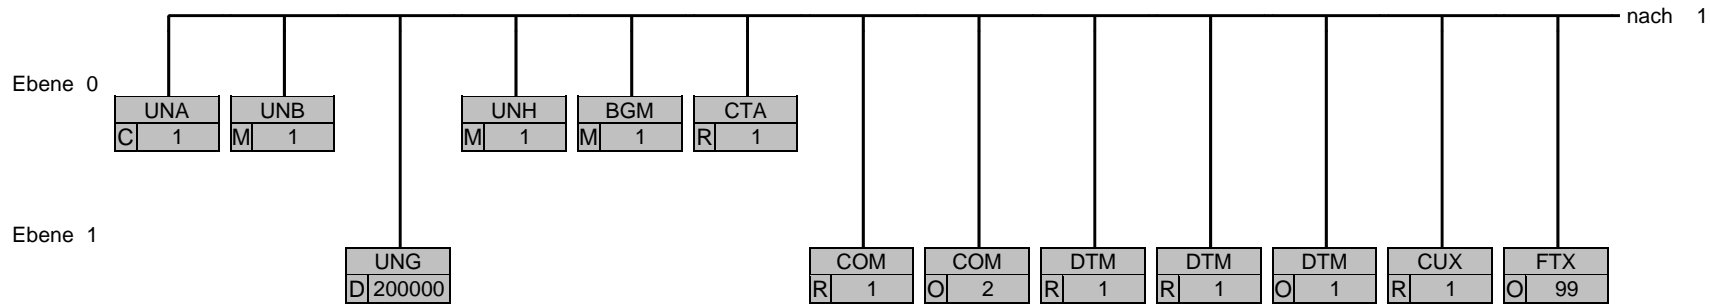 nach 1
Ebene 0
UNA UNB UNH BGM CTA
C 1 M 1 M 1 M 1 R 1
Ebene 1
UNG COM COM DTM DTM DTM CUX FTX
D 200000 R 1 O 2 R 1 R 1 O 1 R 1 O 99